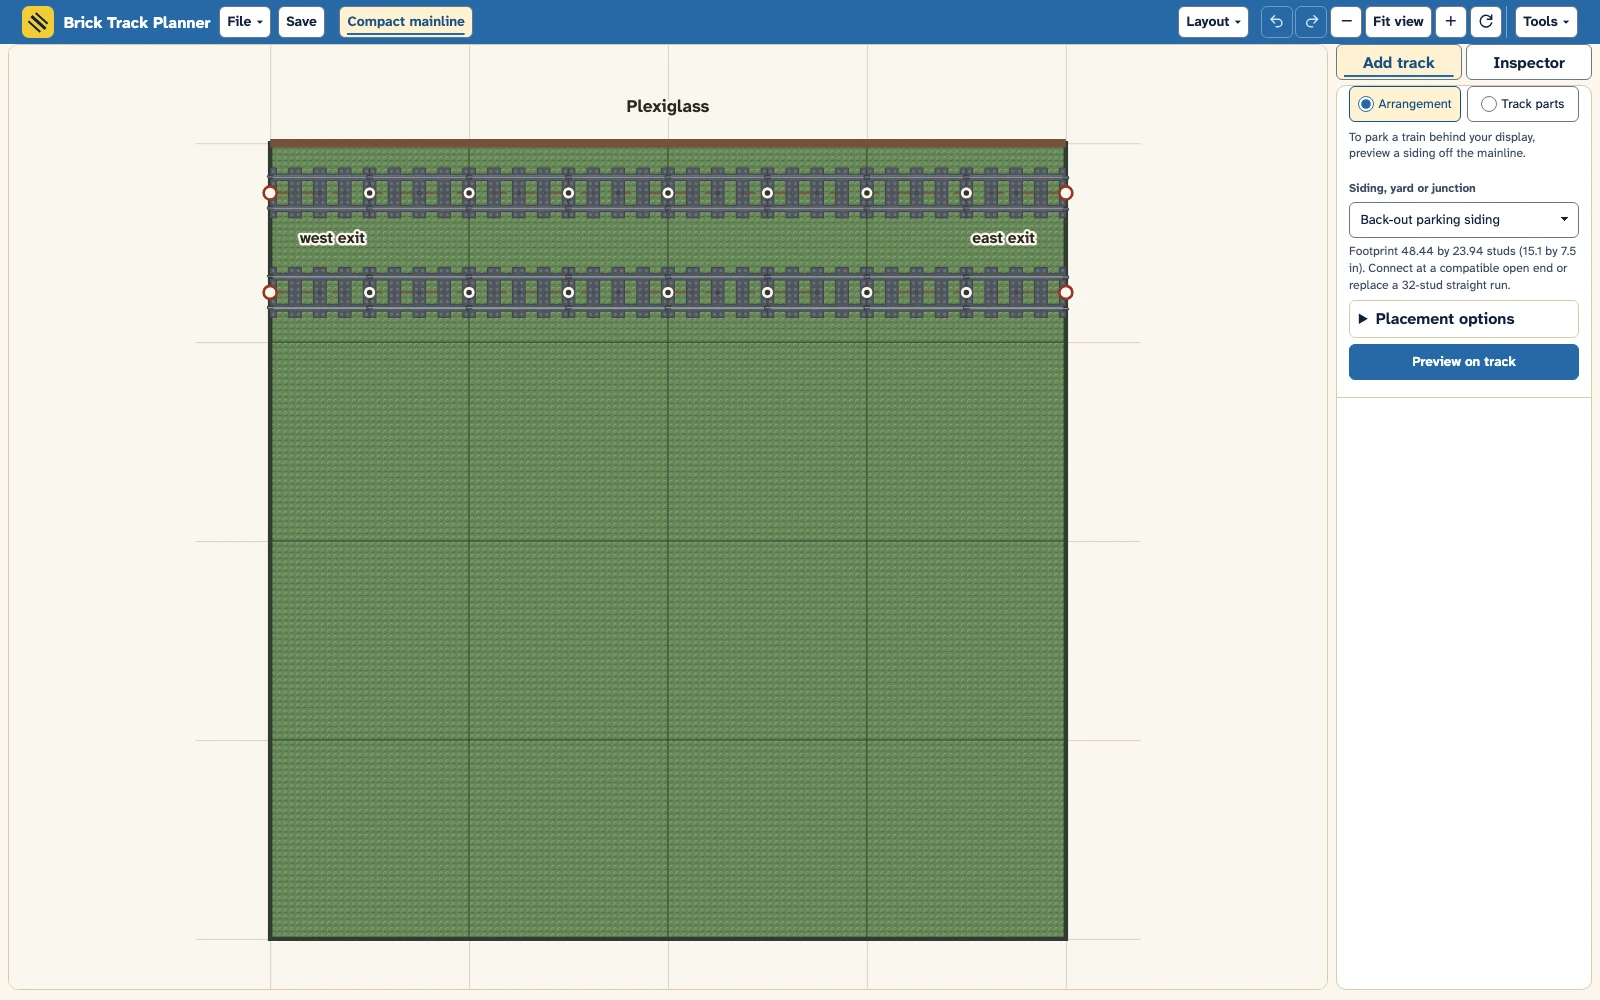 Brick Track Planner
File
Save
Compact mainline
Layout
Fit view
Tools
Add track
Inspector
Arrangement
Track parts
To park a train behind your display,
preview a siding off the mainline.
Siding, yard or junction
Back-out parking siding
Footprint 48.44 by 23.94 studs (15.1 by 7.5
in). Connect at a compatible open end or
replace a 32-stud straight run.
Placement options
Preview on track
Plexiglass
west exit
east exit